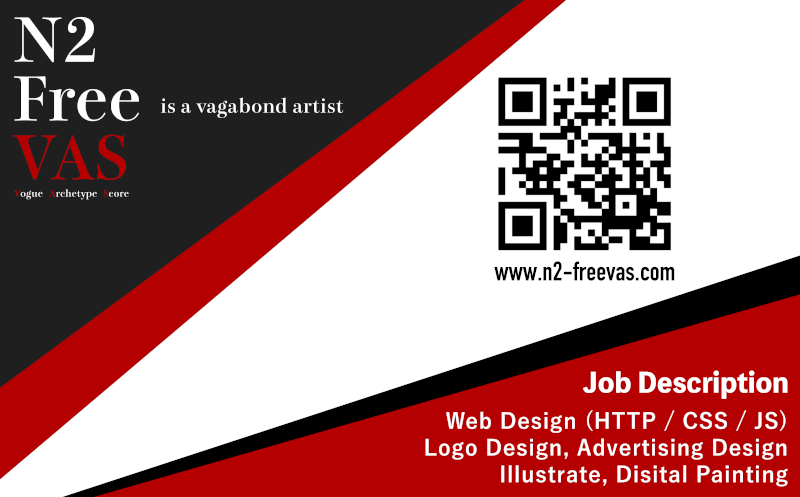 N2
Free
VAS
Vogue Archetype Score
is a vagabond artist
www.n2-freevas.com
Job Description
Web Design (HTTP / CSS / JS)
Logo Design, Advertising Design
Illustrate, Disital Painting